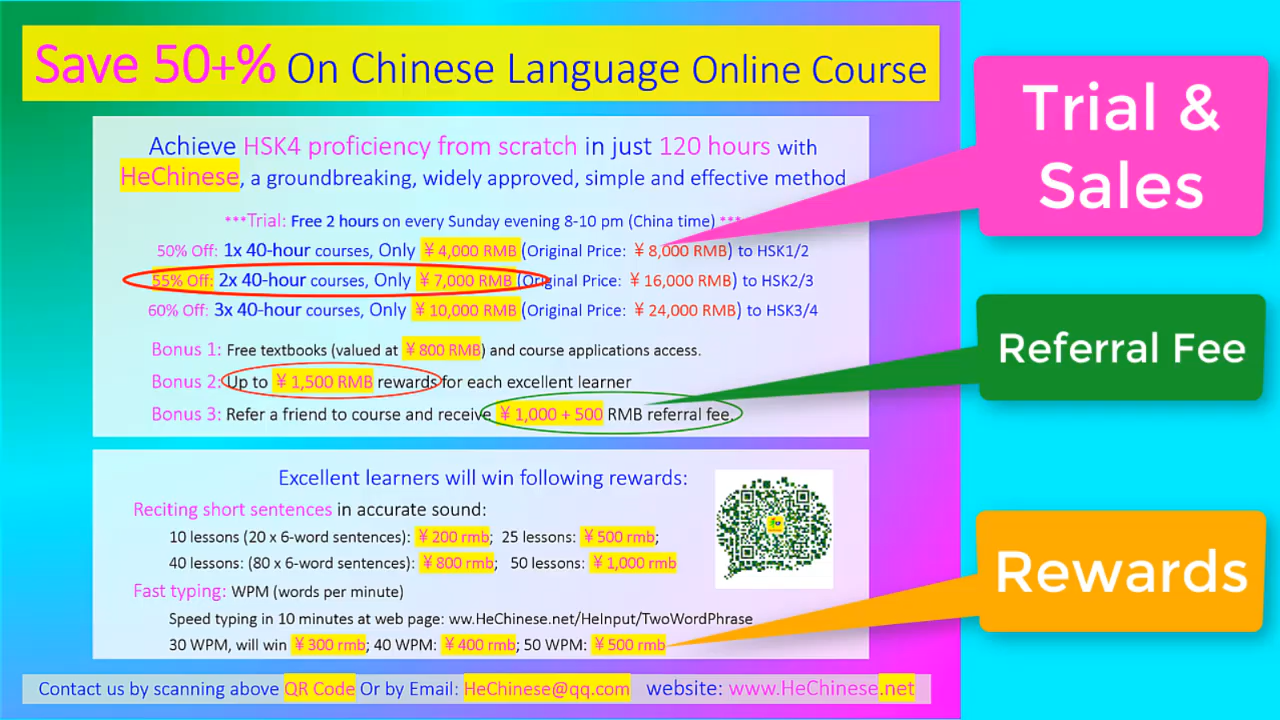 Save 50+% On Chinese Language Online Course
Achieve HSK4 proficiency from scratch in just 120 hours with
HeChinese, a groundbreaking, widely approved, simple and effective method
***Trial: Free 2 hours on every Sunday evening 8-10 pm (China time) ***
50% Off: 1x 40-hour courses, Only ¥4,000 RMB (Original Price: ¥8,000 RMB) to HSK1/2
55% Off: 2x 40-hour courses, Only ¥7,000 RMB (Original Price: ¥16,000 RMB) to HSK2/3
60% Off: 3x 40-hour courses, Only ¥10,000 RMB (Original Price: ¥24,000 RMB) to HSK3/4
Bonus 1: Free textbooks (valued at ¥800 RMB) and course applications access.
Bonus 2: Up to ¥1,500 RMB rewards for each excellent learner
Bonus 3: Refer a friend to course and receive ¥1,000 + 500 RMB referral fee.
Excellent learners will win following rewards:
Reciting short sentences in accurate sound:
10 lessons (20 x 6-word sentences): ¥200 rmb; 25 lessons: ¥500 rmb;
40 lessons: (80 x 6-word sentences): ¥800 rmb; 50 lessons: ¥1,000 rmb
Fast typing: WPM (words per minute)
Speed typing in 10 minutes at web page: ww.HeChinese.net/HeInput/TwoWordPhrase
30 WPM, will win ¥300 rmb; 40 WPM: ¥400 rmb; 50 WPM: ¥500 rmb
Contact us by scanning above QR Code Or by Email: HeChinese@qq.com website: www.HeChinese.net
Trial &
Sales
Referral Fee
Rewards